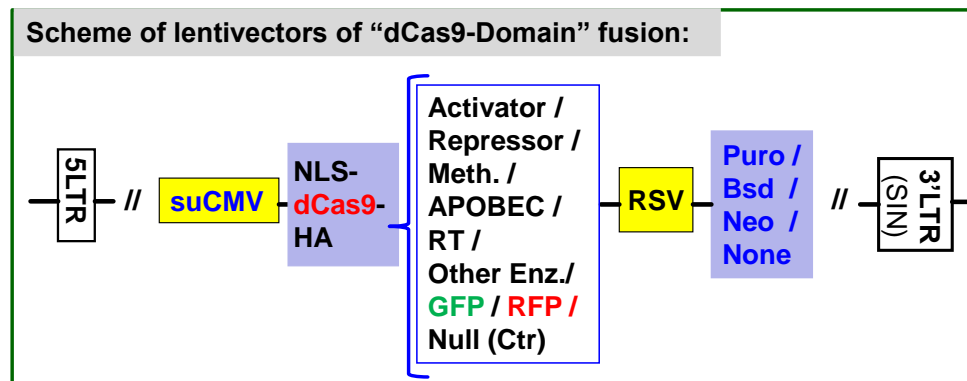 Scheme of lentivectors of “dCas9-Domain” fusion:
5LTR
//
suCMV
NLS-
dCas9-
HA
Activator /
Repressor /
Meth. /
APOBEC /
RT /
Other Enz./
GFP / RFP /
Null (Ctr)
RSV
Puro /
Bsd /
Neo /
None
//
3'LTR
(SIN)